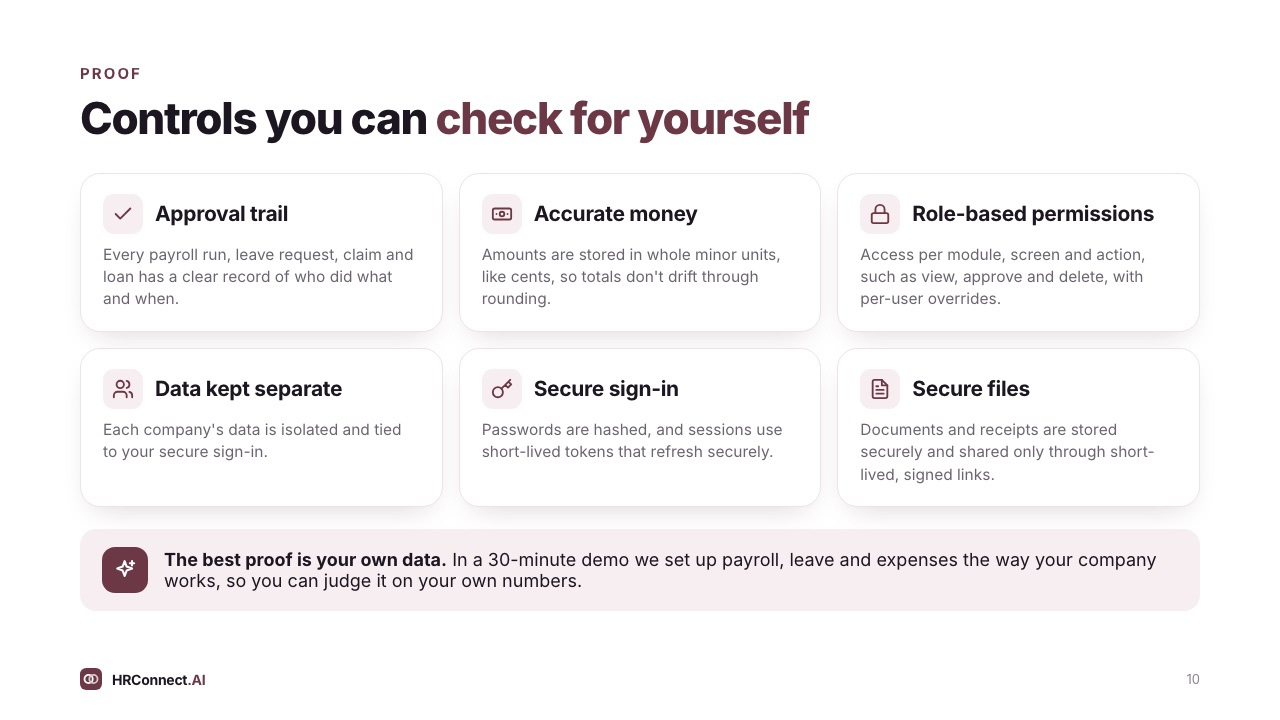 PROOF
Controls you can check for yourself
Approval trail
Every payroll run, leave request, claim and
loan has a clear record of who did what
and when.
Accurate money
Amounts are stored in whole minor units,
like cents, so totals don't drift through
rounding.
Role-based permissions
Access per module, screen and action,
such as view, approve and delete, with
per-user overrides.
Data kept separate
Each company's data is isolated and tied
to your secure sign-in.
Secure sign-in
Passwords are hashed, and sessions use
short-lived tokens that refresh securely.
Secure files
Documents and receipts are stored
securely and shared only through short-
lived, signed links.
The best proof is your own data. In a 30-minute demo we set up payroll, leave and expenses the way your company
works, so you can judge it on your own numbers.
HRConnect.AI
10